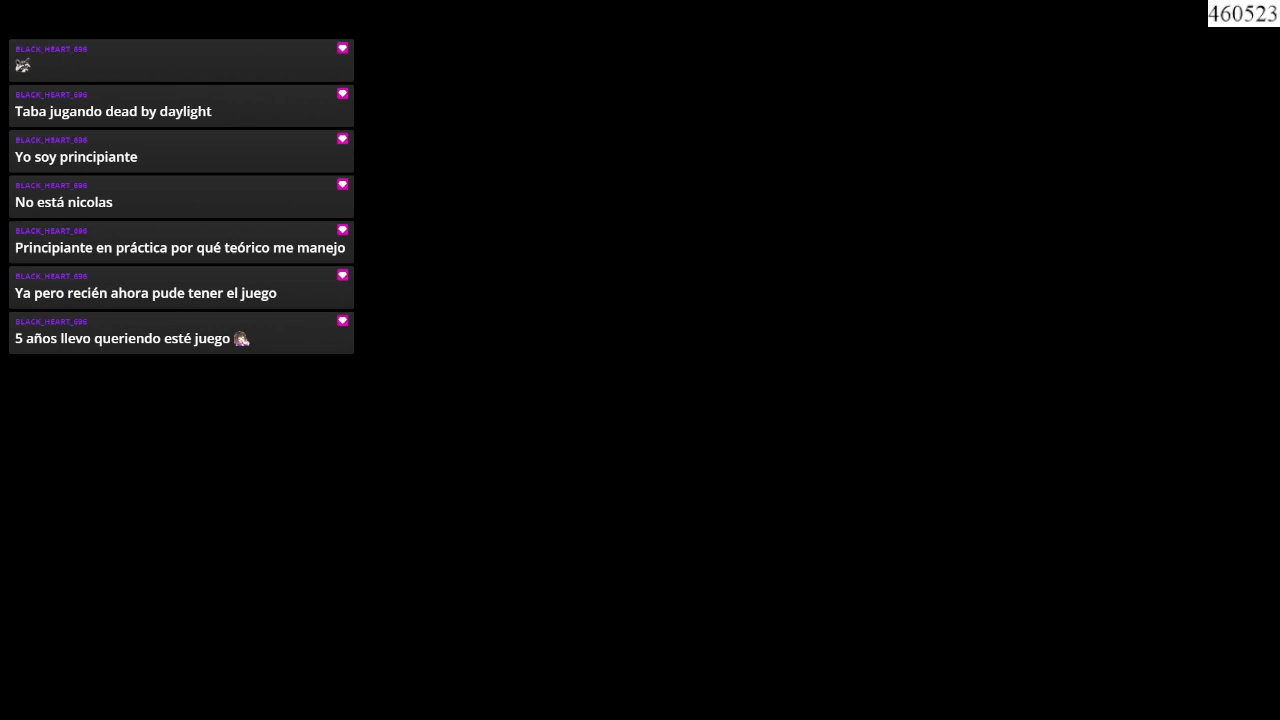 460523
BLACK_HEART_696
BLACK_HEART_696
Taba jugando dead by daylight
BLACK_HEART_696
Yo soy principiante
BLACK_HEART_696
No está nicolas
BLACK_HEART_696
Principiante en práctica por qué teórico me manejo
BLACK_HEART_696
Ya pero recién ahora pude tener el juego
BLACK_HEART_696
5 años llevo queriendo esté juego